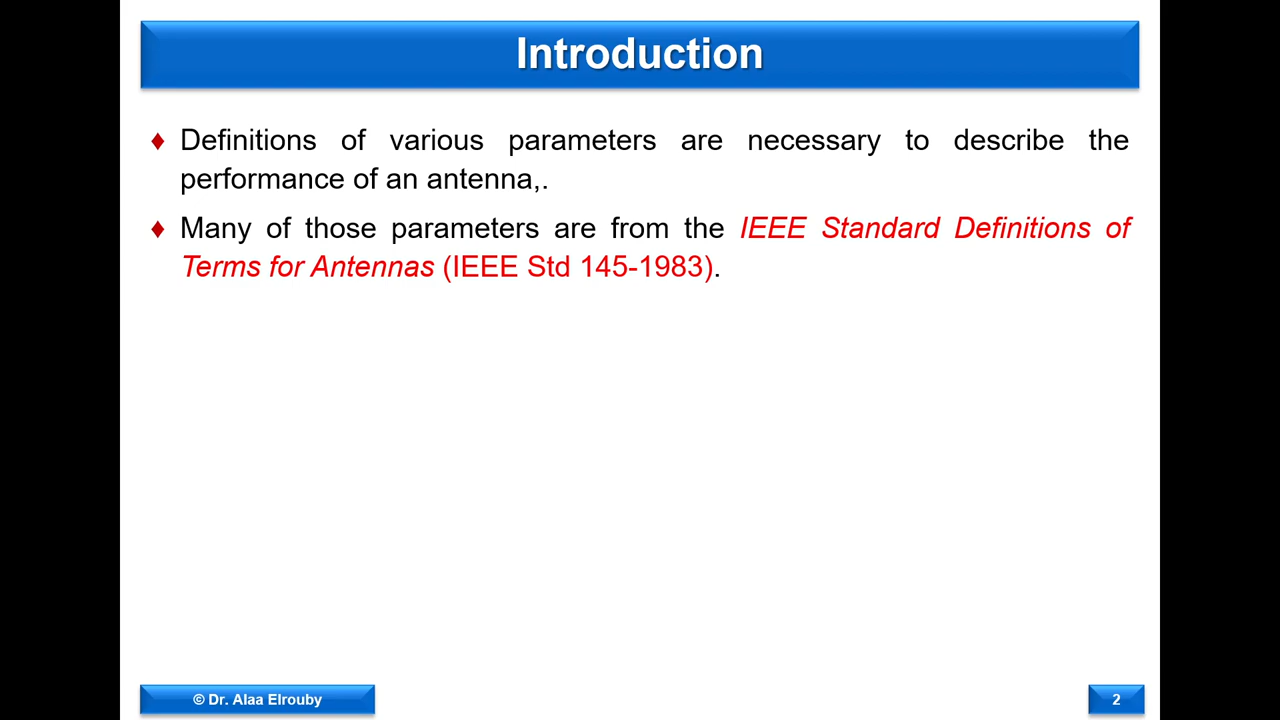 Introduction
♦ Definitions of various parameters are necessary to describe the
performance of an antenna,.
♦ Many of those parameters are from the IEEE Standard Definitions of
Terms for Antennas (IEEE Std 145-1983).
© Dr. Alaa Elrouby
2